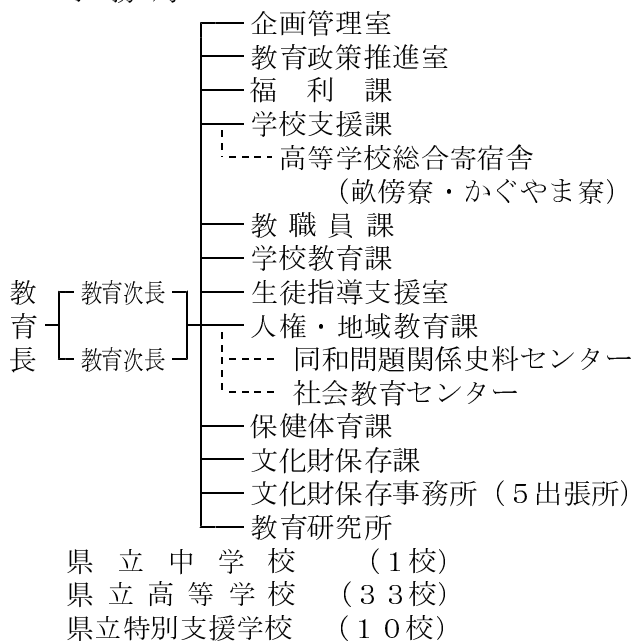 企画管理室
教育政策推進室
福利課
学校支援課
高等学校総合寄宿舎
（畝傍寮・かぐやま寮）
教職員課
学校教育課
教育長
教育次長
生徒指導支援室
人権・地域教育課
教育次長
同和問題関係史料センター
社会教育センター
保健体育課
文化財保存課
文化財保存事務所（５出張所）
教育研究所
県立中学校　（１校）
県立高等学校　（３３校）
県立特別支援学校　（１０校）